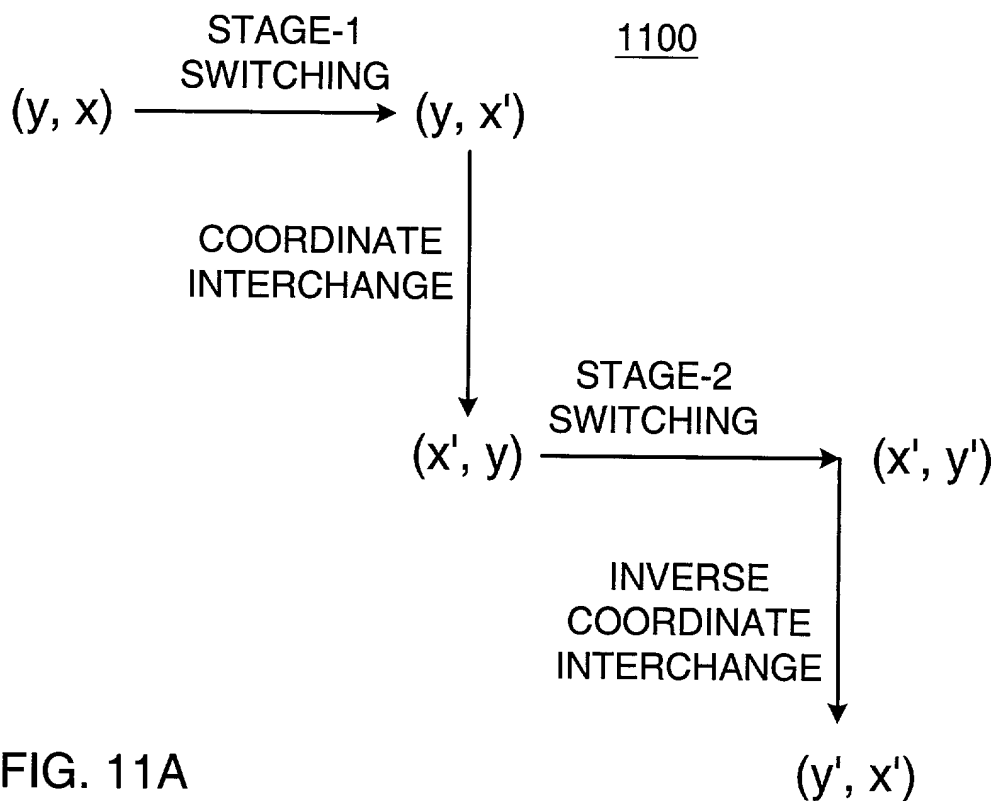 STAGE-1
SWITCHING
1100
(y, x)
(y, x')
COORDINATE
INTERCHANGE
STAGE-2
SWITCHING
(x', y)
(x', y')
INVERSE
COORDINATE
INTERCHANGE
FIG. 11A
(y', x')